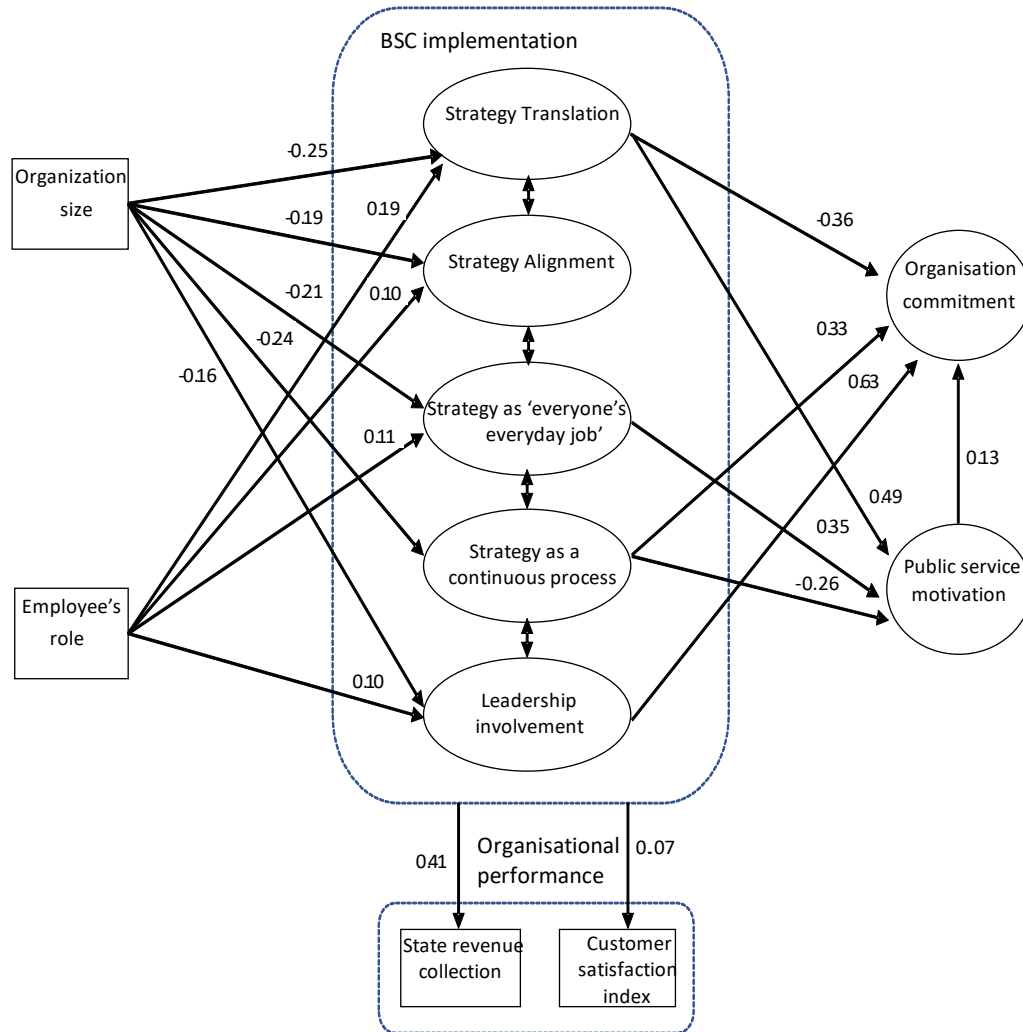 BSC implementation
Strategy Translation
-0.25
Organization
size
0.19
-0.19
-0.36
Strategy Alignment
Organisation
commitment
-0.21
0.10
-0.24
0.33
-0.16
0.63
Strategy as ‘everyone’s
everyday job’
0.11
0.13
0.49
0.35
Strategy as a
continuous process
Public service
motivation
-0.26
Employee’s
role
0.10
Leadership
involvement
0.41
Organisational
performance
0..07
State revenue
collection
Customer
satisfaction
index